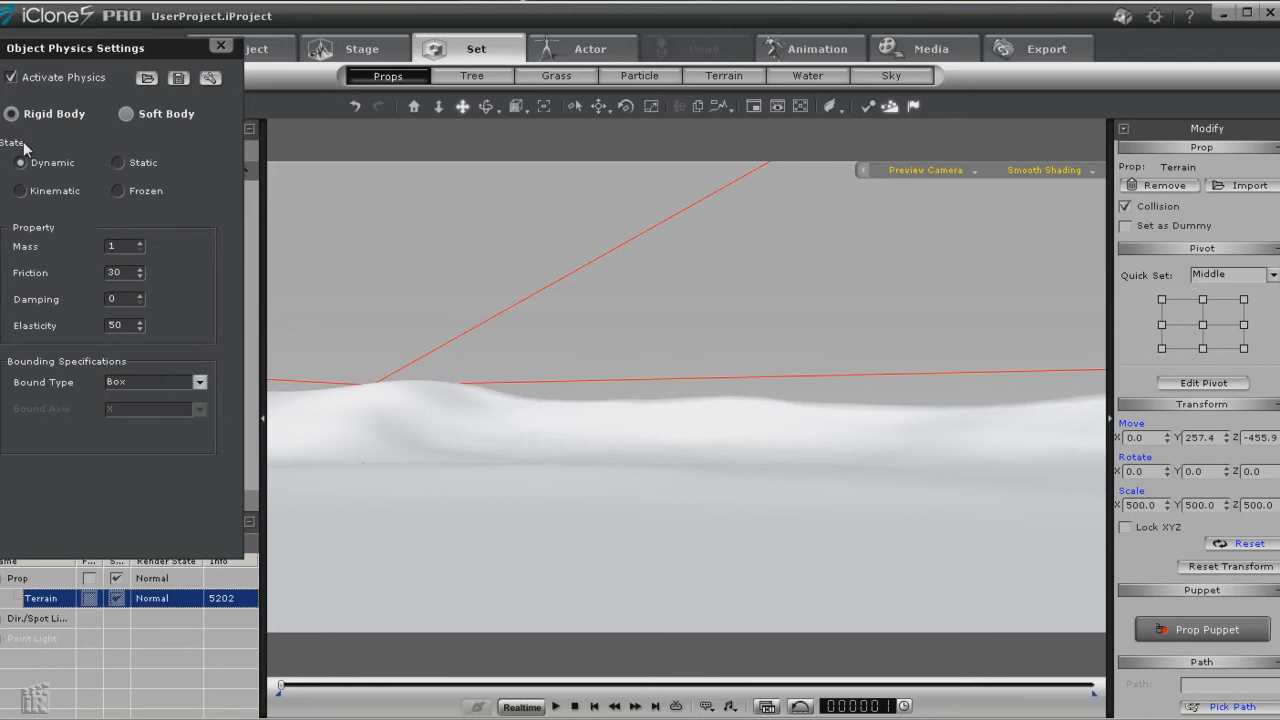 iClone5 PRO UserProject.iProject
Object Physics Settings
ject Stage Set Actor Head Animation Media Export
Activate Physics
Props Tree Grass Particle Terrain Water Sky
Rigid Body Soft Body
State
Dynamic Static
Kinematic Frozen
Property
Mass 1
Friction 30
Damping 0
Elasticity 50
Bounding Specifications
Bound Type Box
Bound Axis X
Preview Camera Smooth Shading
Modify
Prop
Prop: Terrain
Remove Import
Collision
Set as Dummy
Pivot
Quick Set: Middle
Edit Pivot
Transform
Move
X 0.0 Y 257.4 Z -455.9
Rotate
X 0.0 Y 0.0 Z 0.0
Scale
X 500.0 Y 500.0 Z 500.0
Lock XYZ
Reset
Reset Transform
Puppet
Prop Puppet
Path
Path:
Pick Path
ame F... S... Render State Info
Prop Normal
Terrain Normal 5202
Dir./Spot Li...
Point Light
Realtime 000001